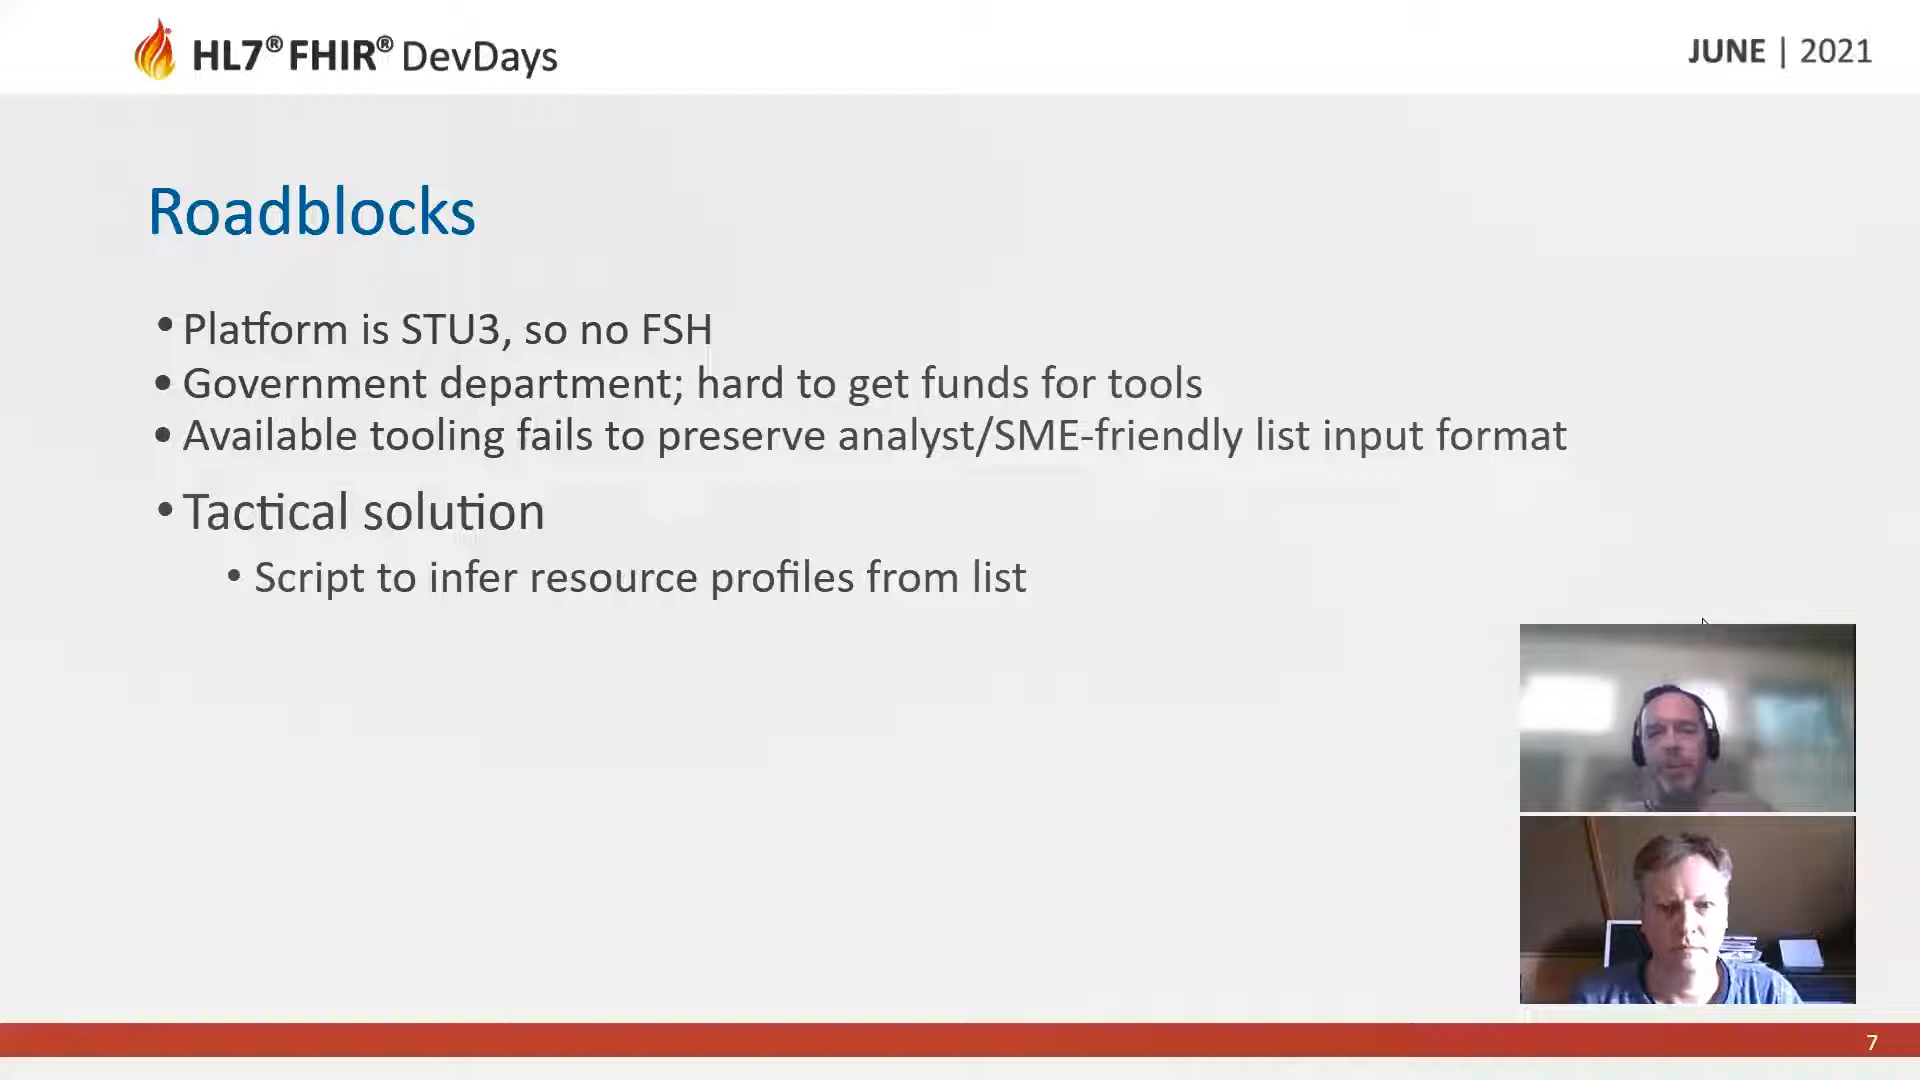 HL7® FHIR® DevDays
JUNE | 2021
Roadblocks
• Platform is STU3, so no FSH
• Government department; hard to get funds for tools
• Available tooling fails to preserve analyst/SME-friendly list input format
• Tactical solution
• Script to infer resource profiles from list
7